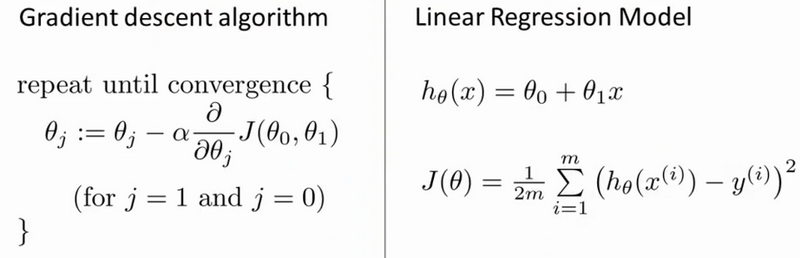 Gradient descent algorithm
repeat until convergence {
θ_j := θ_j − α ∂/∂θ_j J(θ_0, θ_1)
(for j = 1 and j = 0)
}
Linear Regression Model
h_θ(x) = θ_0 + θ_1x
J(θ) = 1/2m ∑_{i=1}^{m} (h_θ(x^{(i)}) − y^{(i)})^2